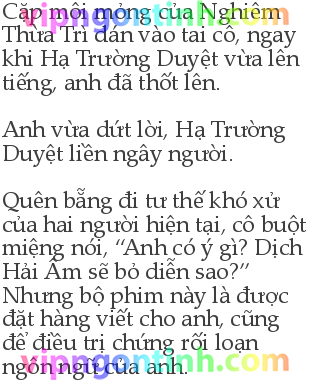 Cặp môi mỏng của Nghiêm
Thừa Trì dán vào tai cô, ngay
khi Hạ Trường Duyệt vừa lên
tiếng, anh đã thốt lên.
Anh vừa dứt lời, Hạ Trường
Duyệt liền ngây người.
Quên bẵng đi tư thế khó xử
của hai người hiện tại, cô buột
miệng nói, “Anh có ý gì? Dịch
Hải Âm sẽ bỏ diễn sao?”
Nhưng bộ phim này là được
đặt hàng viết cho anh, cũng
để điều trị chứng rối loạn
ngôn ngữ của anh.
vipngontinh.com
vipngontinh.com